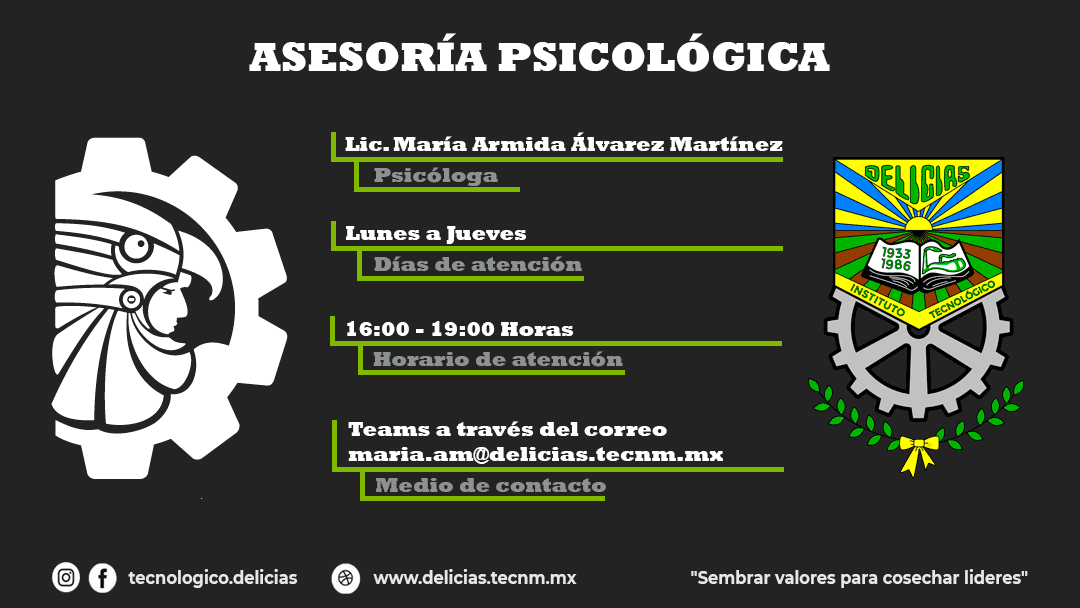 ASESORÍA PSICOLÓGICA
Lic. María Armida Álvarez Martínez
Psicóloga
Lunes a Jueves
Días de atención
16:00 - 19:00 Horas
Horario de atención
Teams a través del correo
maria.am@delicias.tecnm.mx
Medio de contacto
DELICIAS
1933
1986
INSTITUTO TECNOLÓGICO
tecnologico.delicias
www.delicias.tecnm.mx
"Sembrar valores para cosechar lideres"